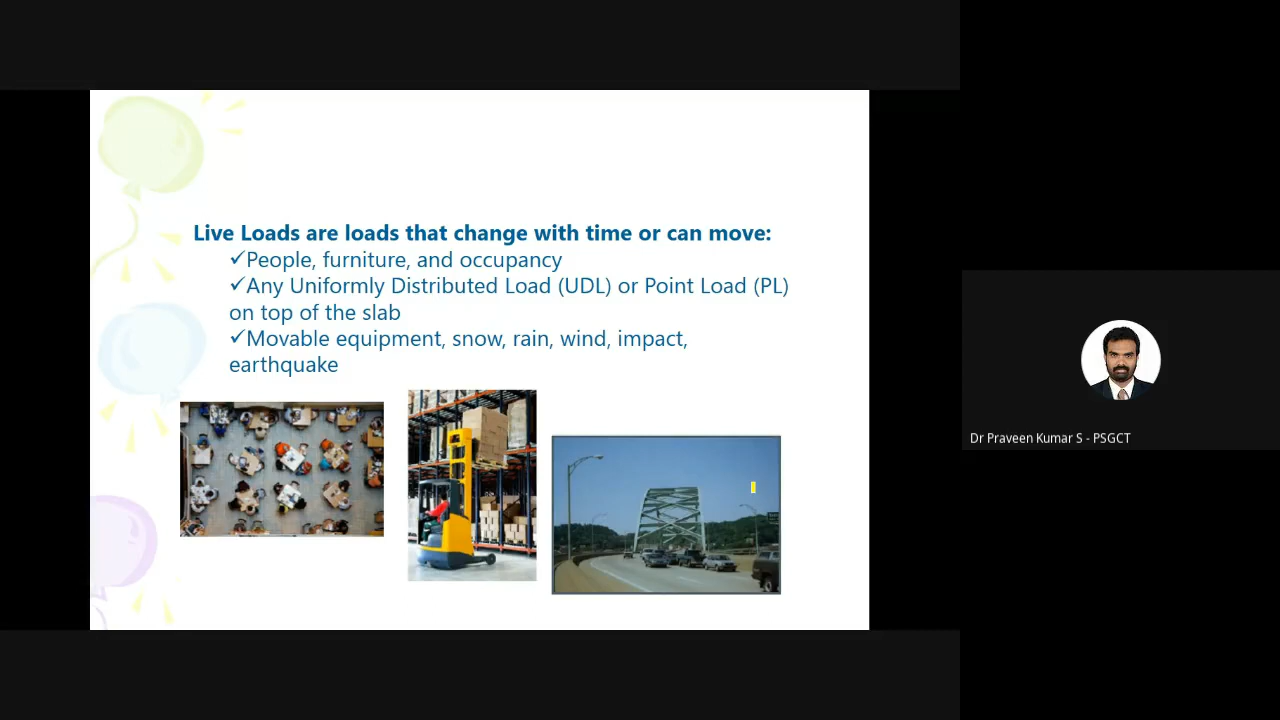 Live Loads are loads that change with time or can move:
✓People, furniture, and occupancy
✓Any Uniformly Distributed Load (UDL) or Point Load (PL)
on top of the slab
✓Movable equipment, snow, rain, wind, impact,
earthquake
Dr Praveen Kumar S - PSGCT